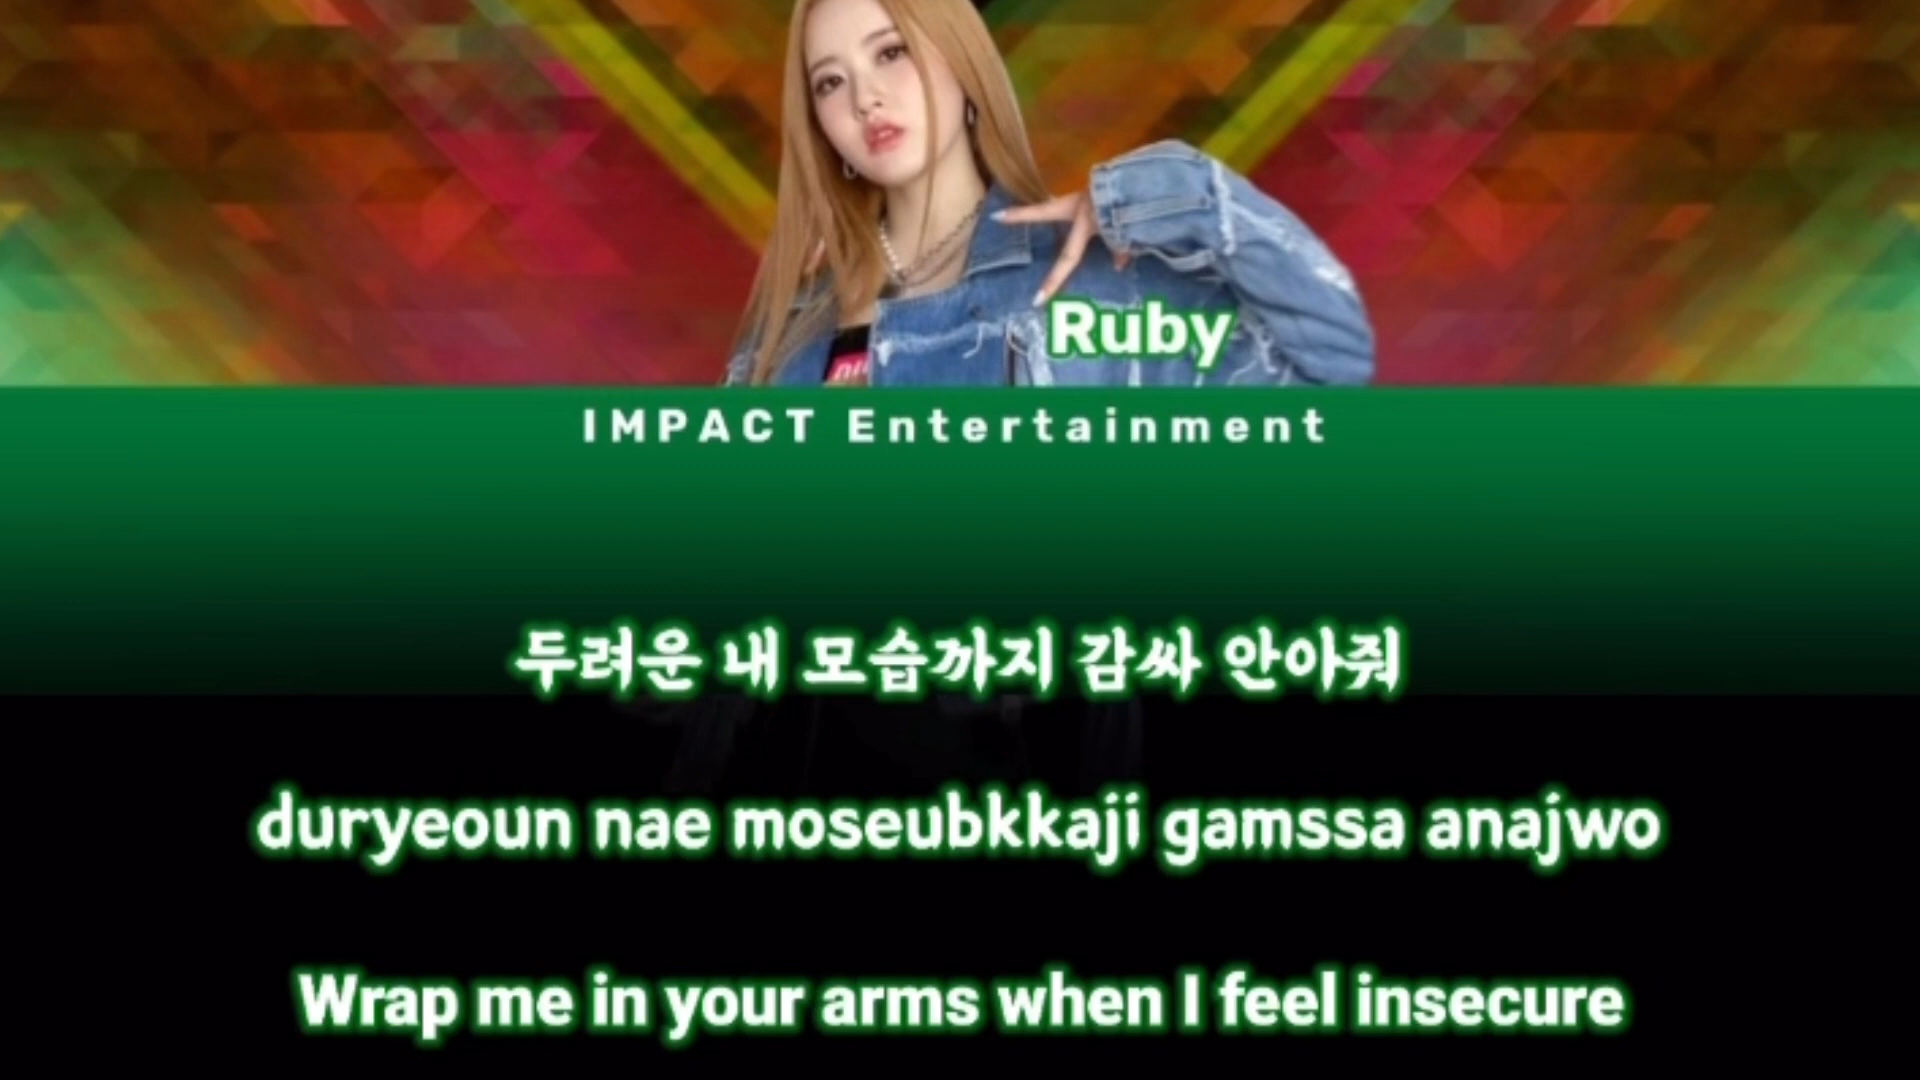 Ruby
IMPACT Entertainment
두려운 내 모습까지 감싸 안아줘
duryeoun nae moseubkkaji gamssa anajwo
Wrap me in your arms when I feel insecure